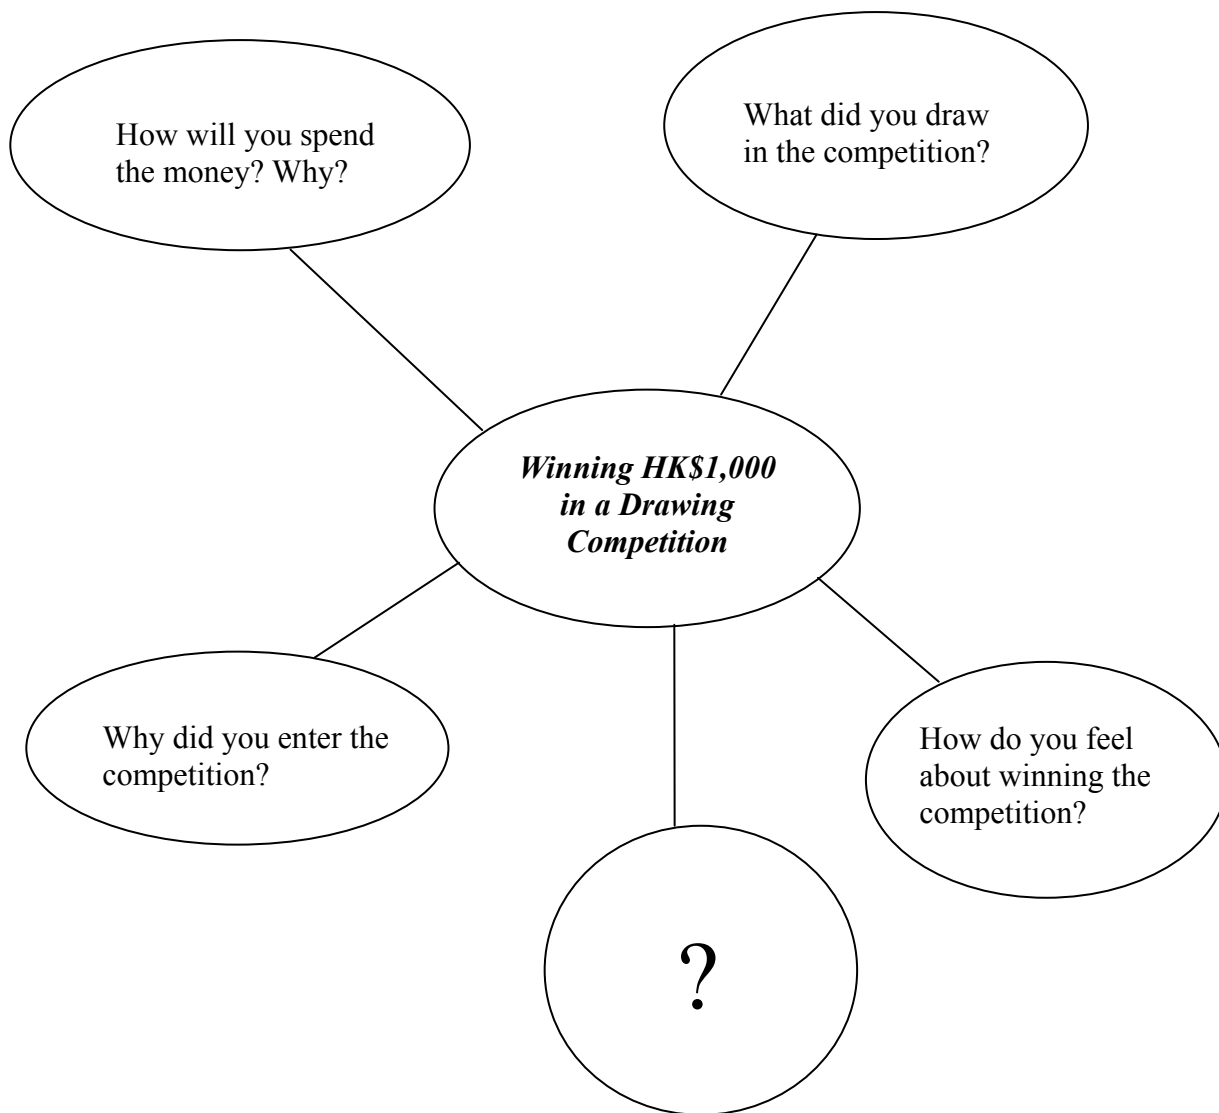 How will you spend
the money? Why?
What did you draw
in the competition?
Winning HK$1,000
in a Drawing
Competition
Why did you enter the
competition?
How do you feel
about winning the
competition?
?